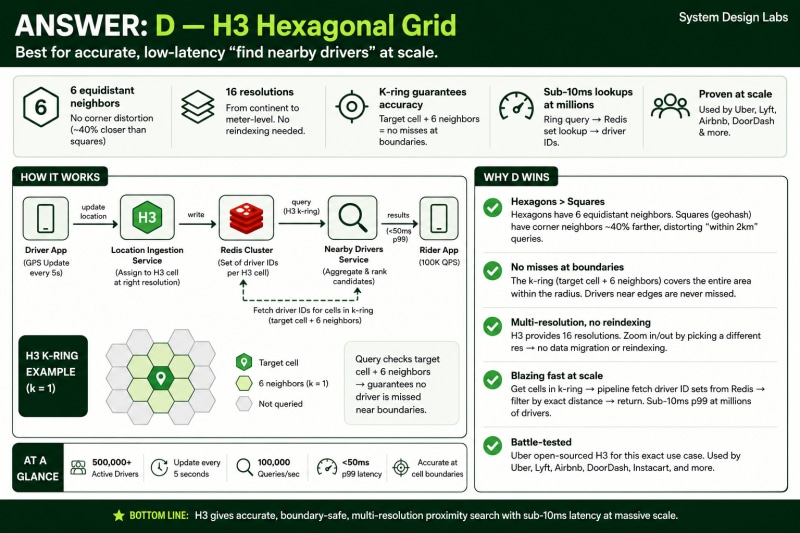 ANSWER: D — H3 Hexagonal Grid
System Design Labs
Best for accurate, low-latency “find nearby drivers” at scale.
6
6 equidistant
neighbors
No corner distortion
(~40% closer than
squares)
16 resolutions
From continent to
meter-level. No
reindexing needed.
K-ring guarantees
accuracy
Target cell + 6 neighbors
= no misses at
boundaries.
Sub-10ms lookups
at millions
Ring query → Redis
set lookup → driver
IDs.
Proven at scale
Used by Uber, Lyft,
Airbnb, DoorDash
& more.
HOW IT WORKS
update
location
H3
write
query
(H3 k-ring)
results
(<50ms
p99)
Driver App
(GPS Update
every 5s)
Location Ingestion
Service
(Assign to H3 cell
at right resolution)
Redis Cluster
(Set of driver IDs
per H3 cell)
Nearby Drivers
Service
(Aggregate & rank
candidates)
Rider App
(100K QPS)
Fetch driver IDs for cells in k-ring
(target cell + 6 neighbors)
H3 K-RING
EXAMPLE
(k = 1)
Target cell
6 neighbors (k = 1)
Not queried
Query checks target
cell + 6 neighbors
→ guarantees no
driver is missed
near boundaries.
AT A
GLANCE
500,000+
Active Drivers
Update every
5 seconds
100,000
Queries/sec
<50ms
p99 latency
Accurate at
cell boundaries
WHY D WINS
Hexagons > Squares
Hexagons have 6 equidistant neighbors. Squares (geohash)
have corner neighbors ~40% farther, distorting “within 2km”
queries.
No misses at boundaries
The k-ring (target cell + 6 neighbors) covers the entire area
within the radius. Drivers near edges are never missed.
Multi-resolution, no reindexing
H3 provides 16 resolutions. Zoom in/out by picking a different
res → no data migration or reindexing.
Blazing fast at scale
Get cells in k-ring → pipeline fetch driver ID sets from Redis →
filter by exact distance → return. Sub-10ms p99 at millions
of drivers.
Battle-tested
Uber open-sourced H3 for this exact use case. Used by
Uber, Lyft, Airbnb, DoorDash, Instacart, and more.
BOTTOM LINE: H3 gives accurate, boundary-safe, multi-resolution proximity search with sub-10ms latency at massive scale.